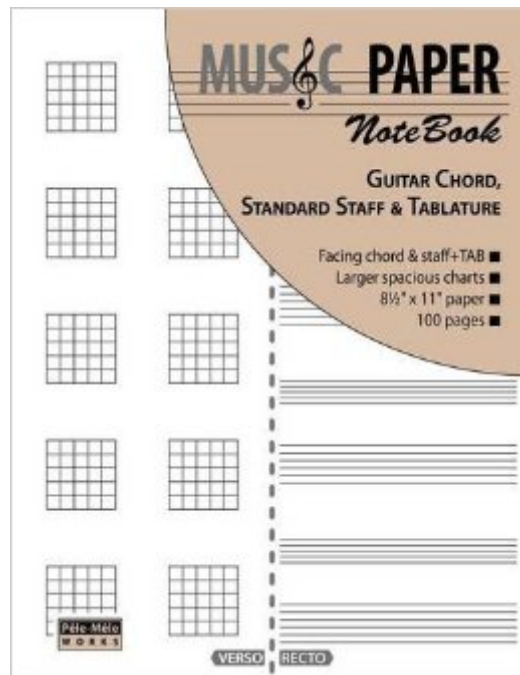 MUSIC PAPER
NoteBook
GUITAR CHORD,
STANDARD STAFF & TABLATURE
Facing chord & staff+TAB ■
Larger spacious charts ■
8½" x 11" paper ■
100 pages ■
Pêle-Mêle
WORKS
VERSO RECTO